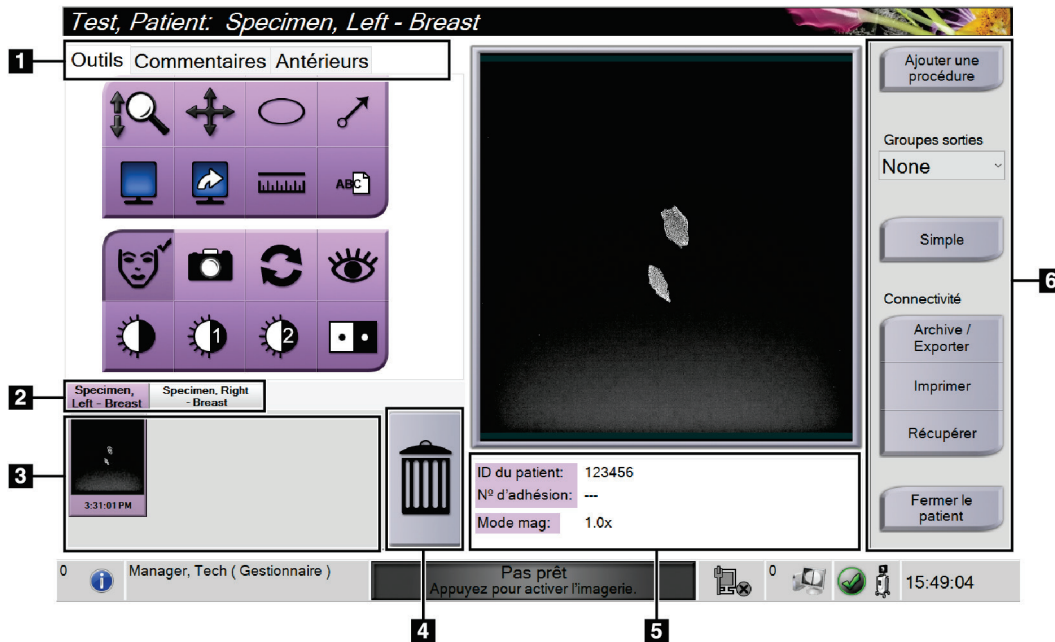 Test, Patient: Specimen, Left - Breast
1
Outils Commentaires Antérieurs
ABC
1
2
2
Specimen,
Left - Breast
Specimen, Right
- Breast
3
3:31:01 PM
4
ID du patient: 123456
Nº d'adhésion: ---
Mode mag: 1.0x
5
Ajouter une
procédure
Groupes sorties
None
Simple
Connectivité
Archive /
Exporter
Imprimer
Récupérer
Fermer le
patient
6
0
Manager, Tech ( Gestionnaire )
Pas prêt
Appuyez pour activer l'imagerie.
0
15:49:04